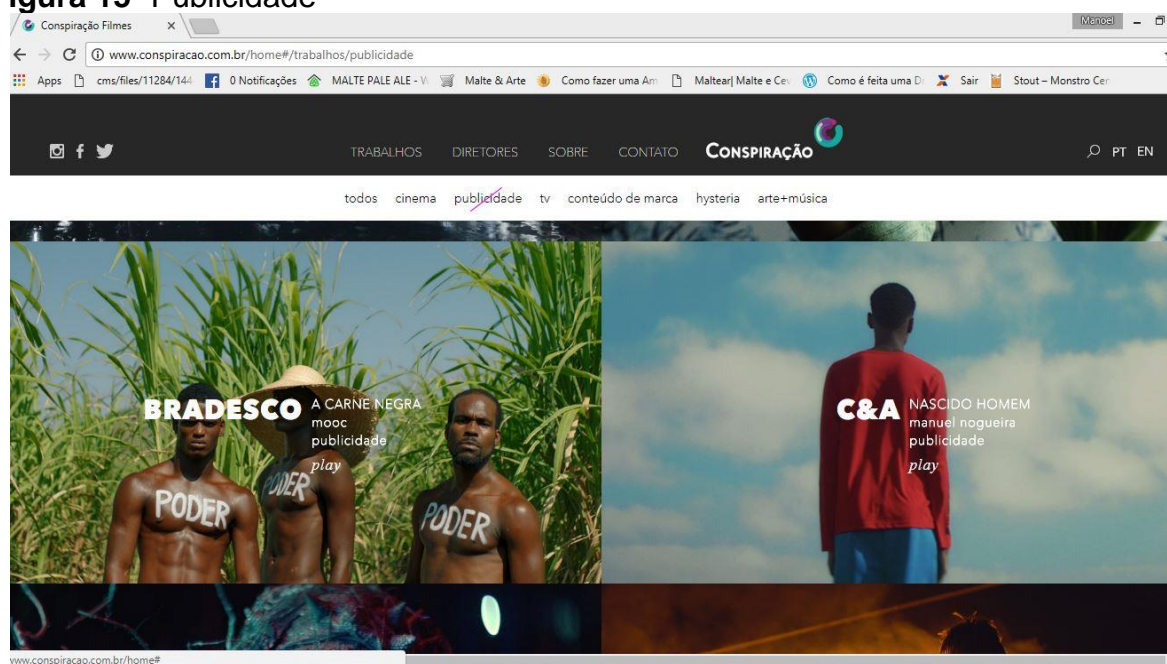 igura 15 Publicidade
Conspiração Filmes
Manoel
www.conspiracao.com.br/home#/trabalhos/publicidade
Apps cms/files/11284/144 0 Notificações MALTE PALE ALE - V Malte & Arte Como fazer uma Am Maltear| Malte e Cev Como é feita uma D Sair Stout – Monstro Cer
TRABALHOS DIRETORES SOBRE CONTATO CONSPIRAÇÃO PT EN
todos cinema publicidade tv conteúdo de marca hysteria arte+música
BRADESCO A CARNE NEGRA
mooc
publicidade
play
C&A NASCIDO HOMEM
manuel nogueira
publicidade
play
PODER
PODER
PODER
www.conspiracao.com.br/home#